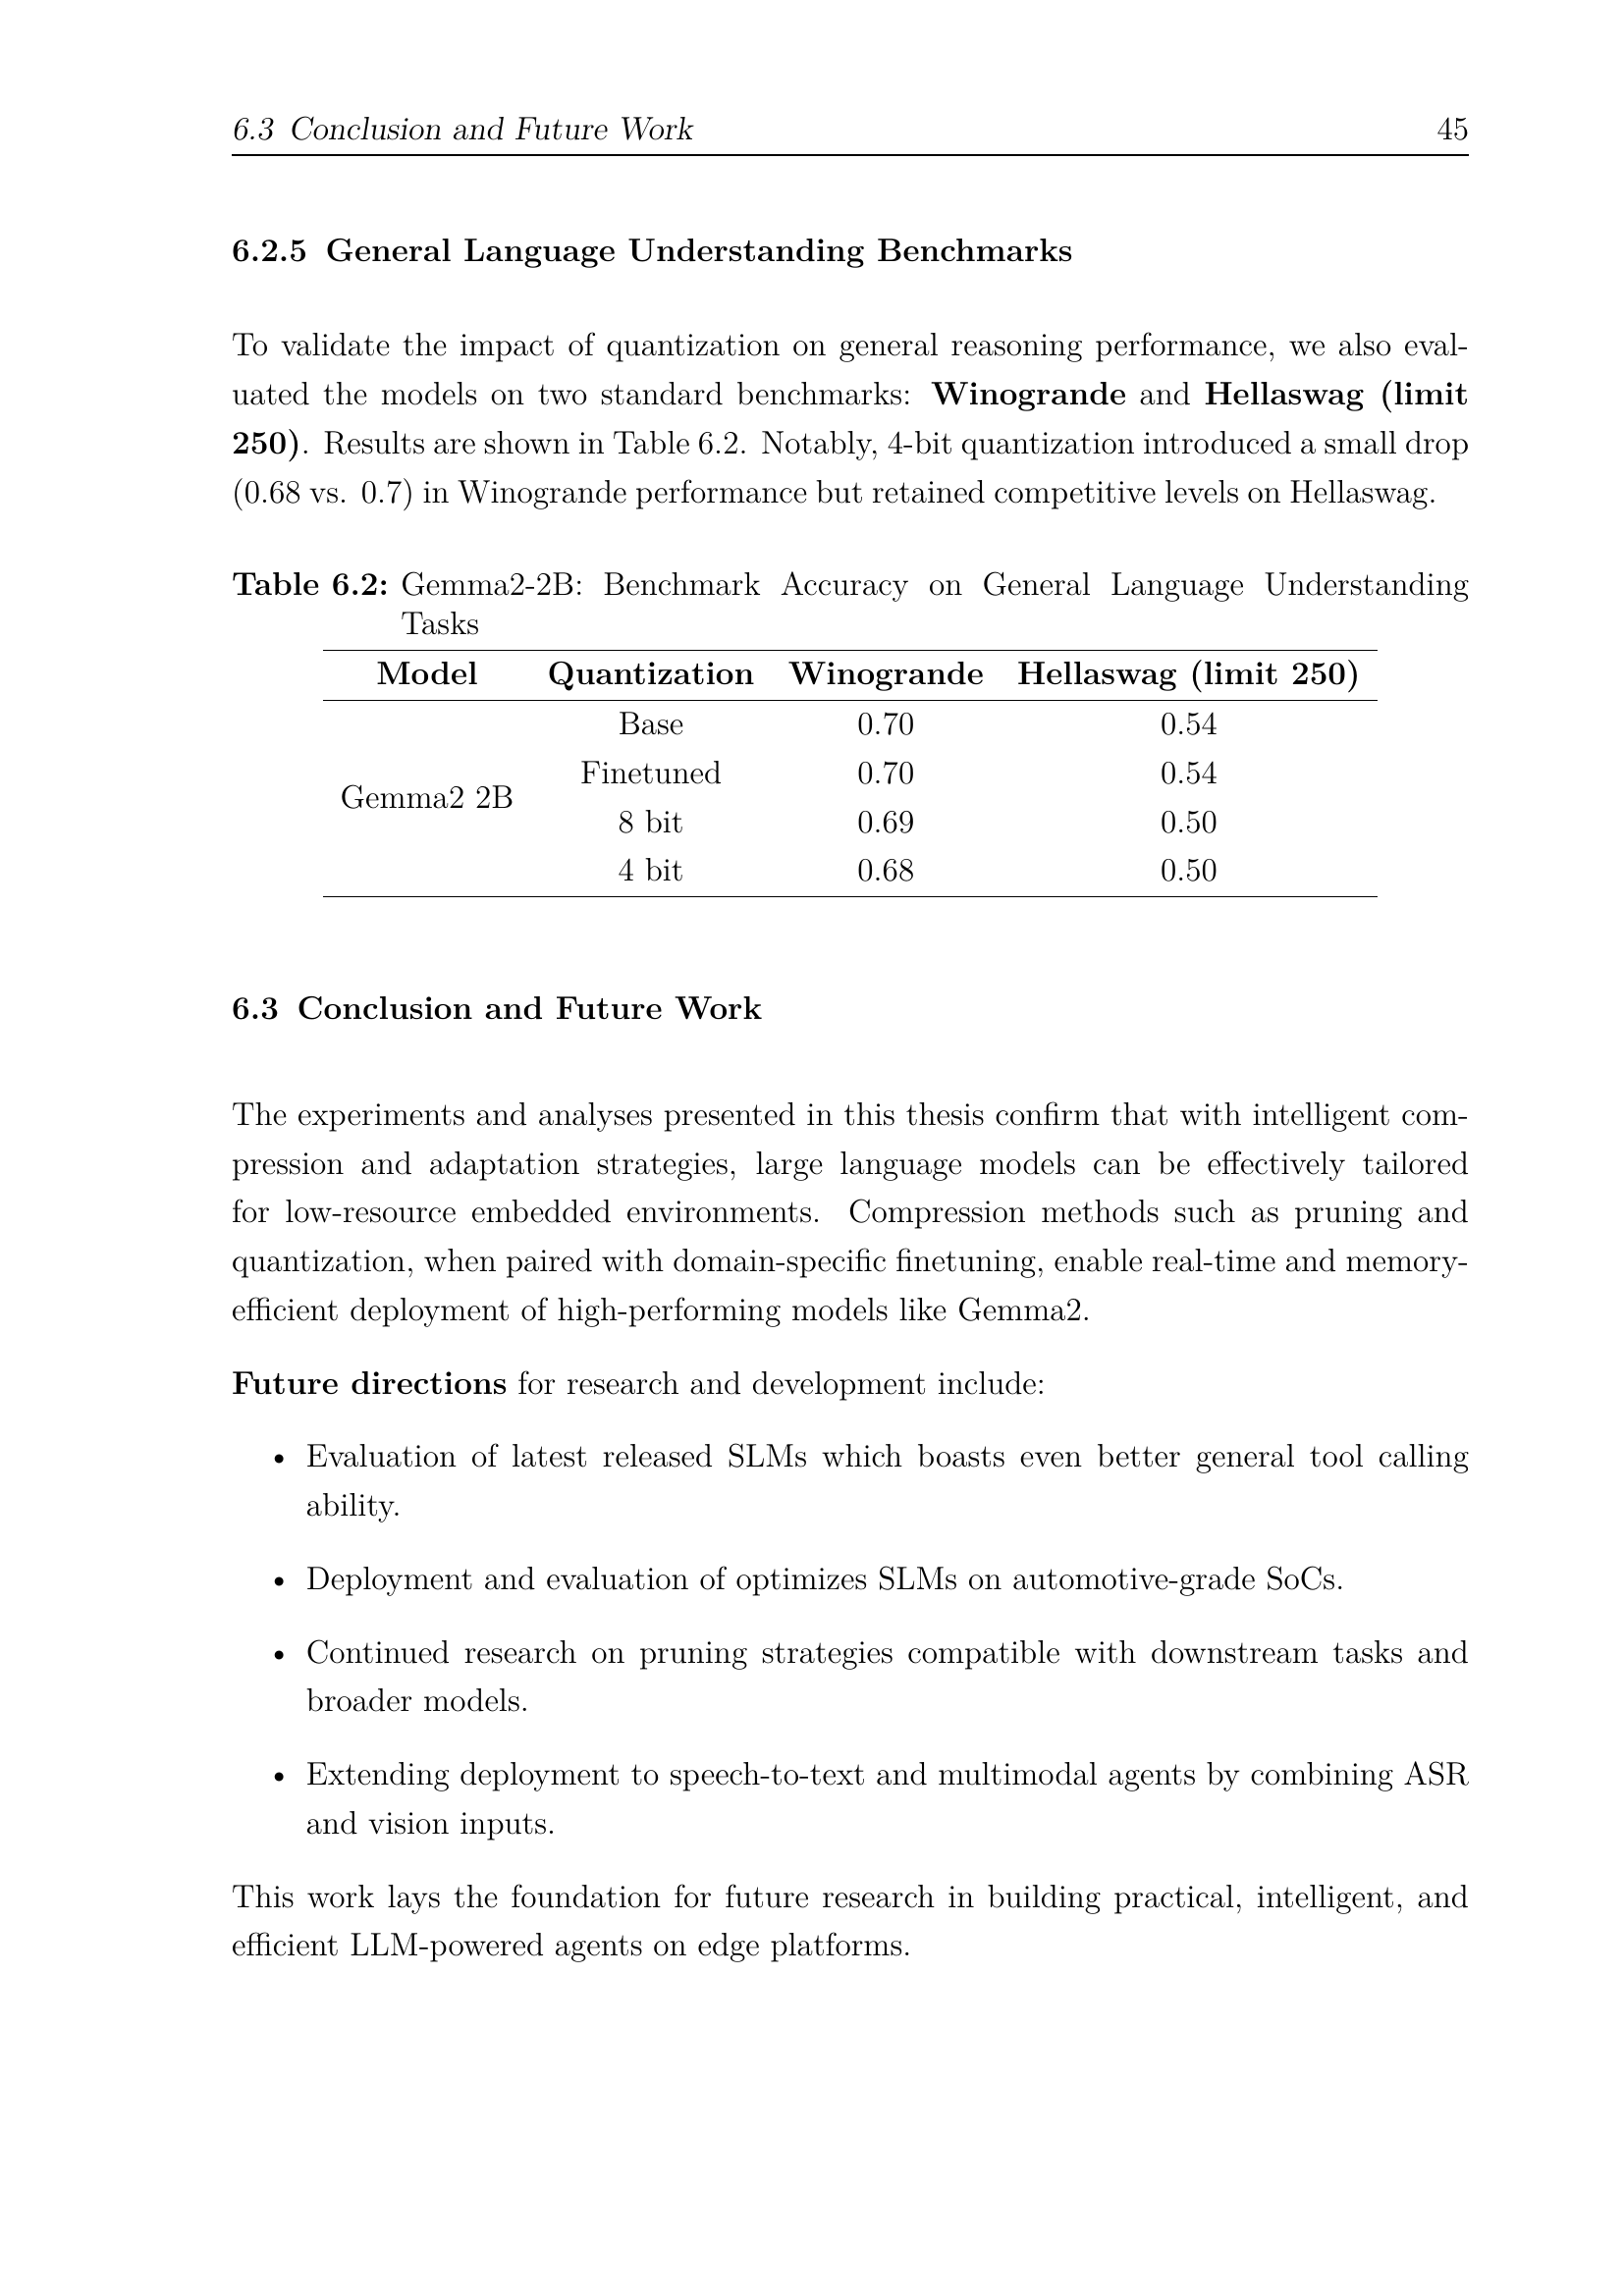 6.3 Conclusion and Future Work 45
6.2.5 General Language Understanding Benchmarks
To validate the impact of quantization on general reasoning performance, we also eval-
uated the models on two standard benchmarks: Winogrande and Hellaswag (limit
250). Results are shown in Table 6.2. Notably, 4-bit quantization introduced a small drop
(0.68 vs. 0.7) in Winogrande performance but retained competitive levels on Hellaswag.
Table 6.2: Gemma2-2B: Benchmark Accuracy on General Language Understanding
Tasks
Model Quantization Winogrande Hellaswag (limit 250)
Base 0.70 0.54
Finetuned 0.70 0.54
Gemma2 2B
8 bit 0.69 0.50
4 bit 0.68 0.50
6.3 Conclusion and Future Work
The experiments and analyses presented in this thesis confirm that with intelligent com-
pression and adaptation strategies, large language models can be effectively tailored
for low-resource embedded environments. Compression methods such as pruning and
quantization, when paired with domain-specific finetuning, enable real-time and memory-
efficient deployment of high-performing models like Gemma2.
Future directions for research and development include:
• Evaluation of latest released SLMs which boasts even better general tool calling
ability.
• Deployment and evaluation of optimizes SLMs on automotive-grade SoCs.
• Continued research on pruning strategies compatible with downstream tasks and
broader models.
• Extending deployment to speech-to-text and multimodal agents by combining ASR
and vision inputs.
This work lays the foundation for future research in building practical, intelligent, and
efficient LLM-powered agents on edge platforms.